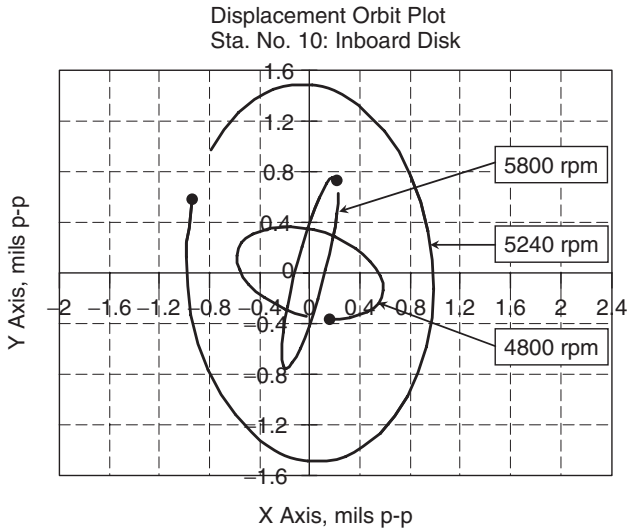 Displacement Orbit Plot
Sta. No. 10: Inboard Disk
1.6
1.2
0.8
0.4
0
−2 −1.6 −1.2 −0.8 −0.4 0 0.4 0.8 1.2 1.6 2 2.4
−0.4
−0.8
−1.2
−1.6
5800 rpm
5240 rpm
4800 rpm
Y Axis, mils p-p
X Axis, mils p-p